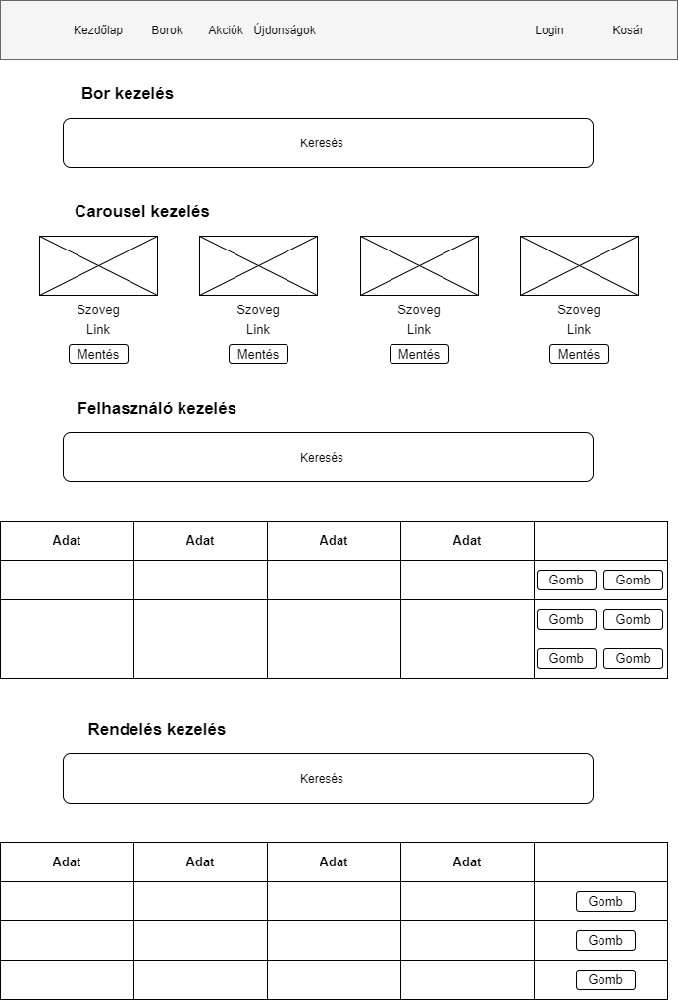 Kezdőlap Borok Akciók Újdonságok Login Kosár
Bor kezelés
Keresés
Carousel kezelés
Szöveg Szöveg Szöveg Szöveg
Link Link Link Link
Mentés Mentés Mentés Mentés
Felhasználó kezelés
Keresés
Adat Adat Adat Adat
Gomb Gomb
Gomb Gomb
Gomb Gomb
Rendelés kezelés
Keresés
Adat Adat Adat Adat
Gomb
Gomb
Gomb